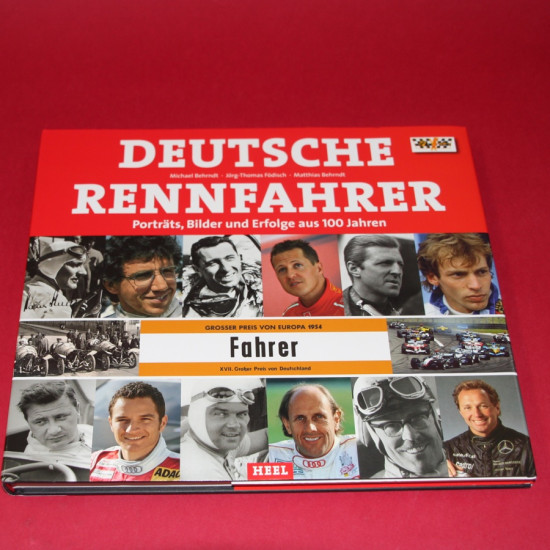 DEUTSCHE
Michael Behrndt · Jörg-Thomas Födisch · Matthias Behrndt
RENNFAHRER
Porträts, Bilder und Erfolge aus 100 Jahren
GROSSER PREIS VON EUROPA 1954
Fahrer
XVII. Großer Preis von Deutschland
ADAC
HEEL